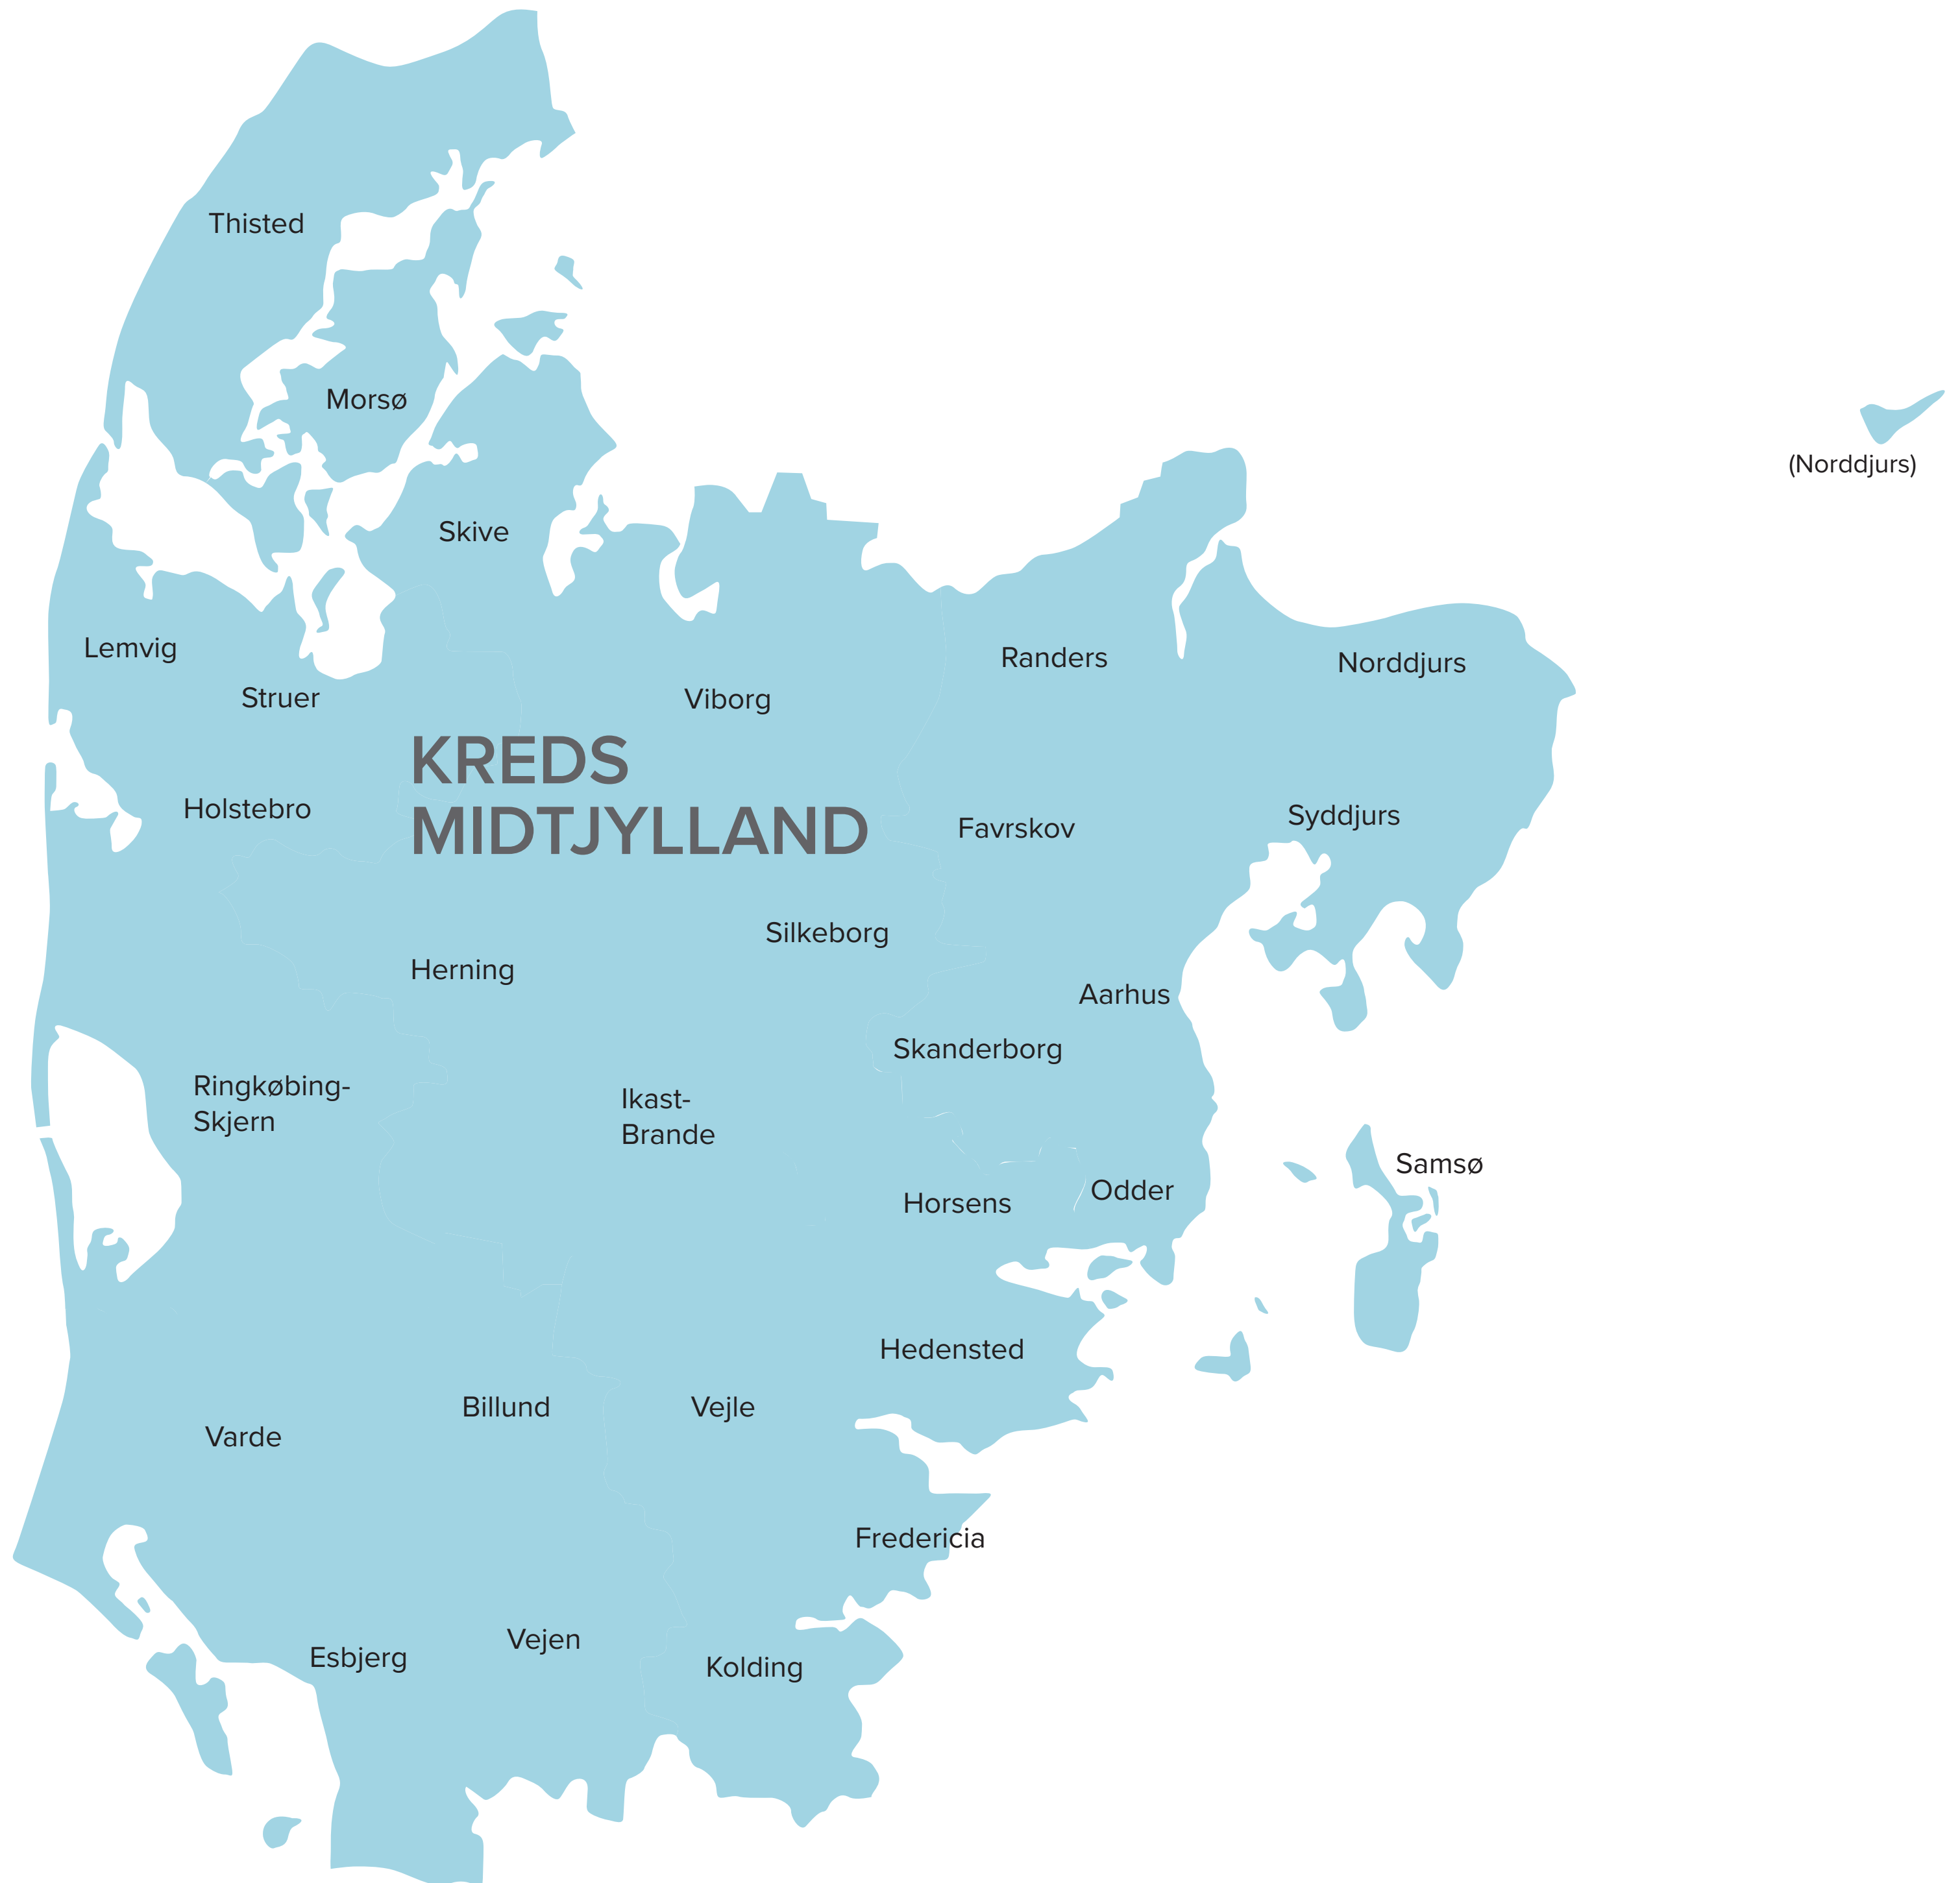 Thisted
Morsø
(Norddjurs)
Skive
Lemvig
Struer
Viborg
Randers
Norddjurs
KREDS
MIDTJYLLAND
Holstebro
Favrskov
Syddjurs
Silkeborg
Herning
Aarhus
Skanderborg
Ringkøbing-
Skjern
Ikast-
Brande
Samsø
Horsens
Odder
Hedensted
Billund
Vejle
Varde
Fredericia
Esbjerg
Vejen
Kolding